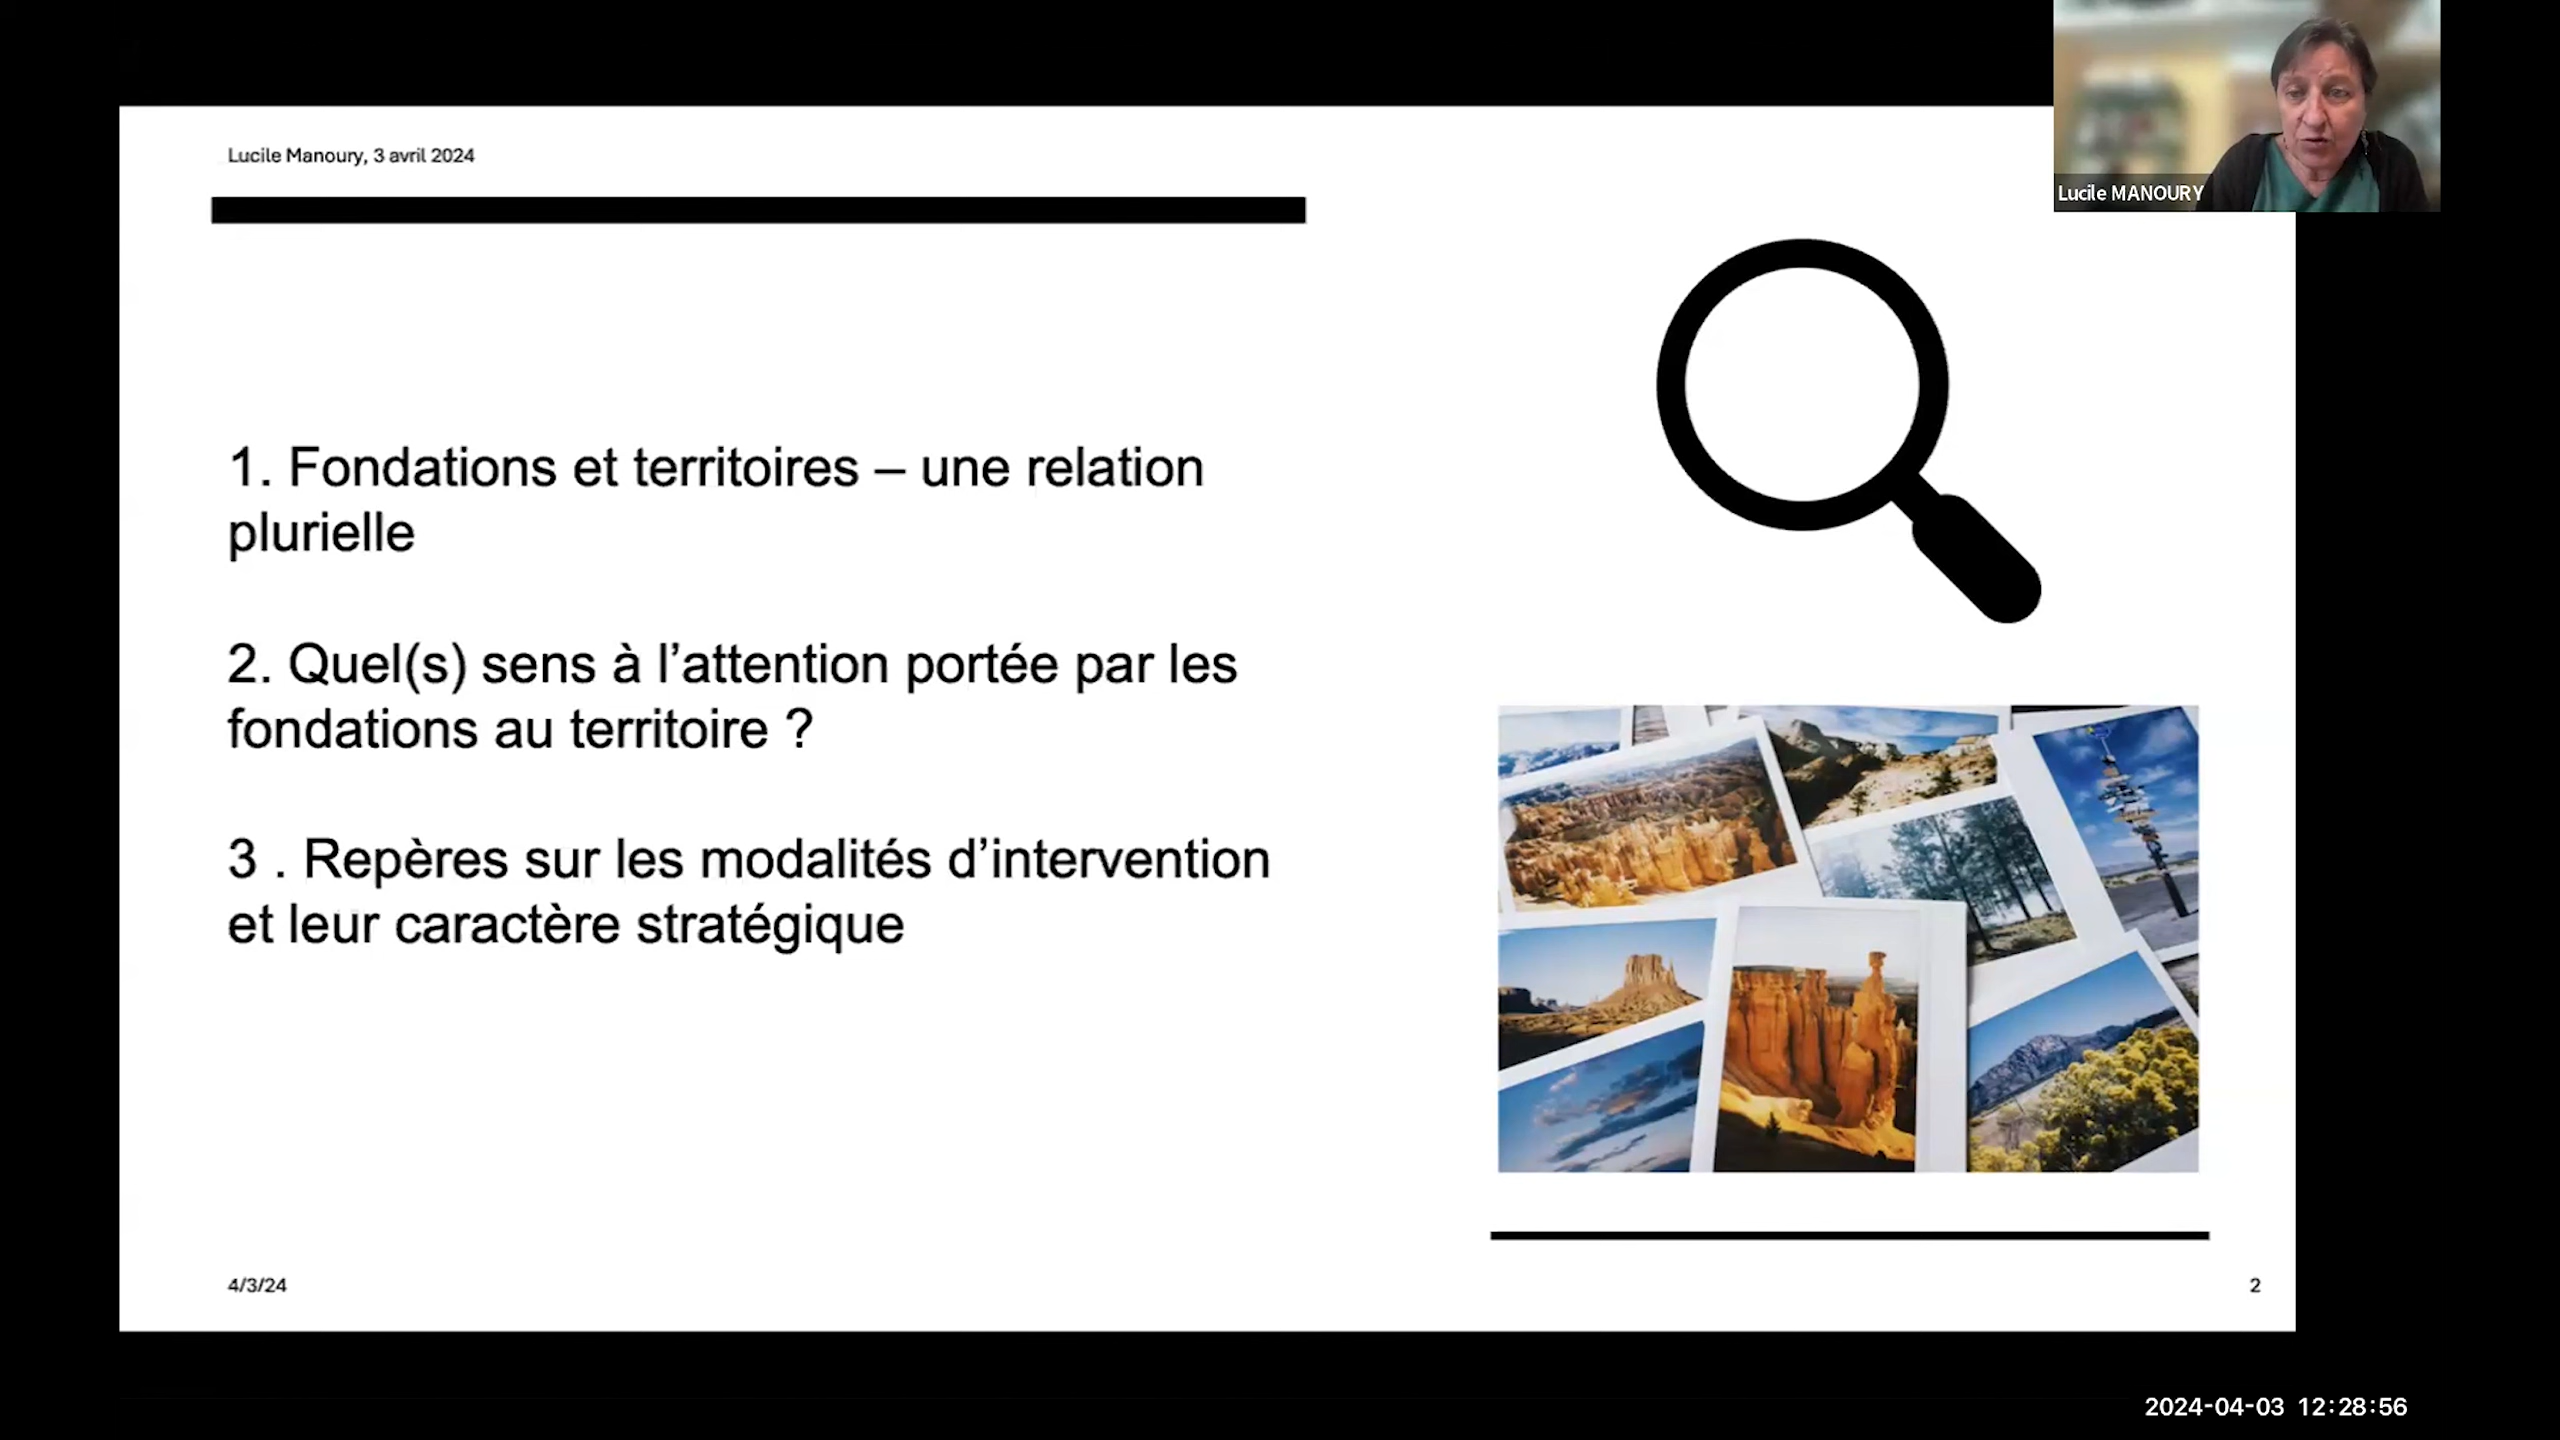 Lucile MANOURY
Lucile Manoury, 3 avril 2024
1. Fondations et territoires – une relation
plurielle
2. Quel(s) sens à l’attention portée par les
fondations au territoire ?
3 . Repères sur les modalités d’intervention
et leur caractère stratégique
4/3/24
2
2024-04-03 12:28:56